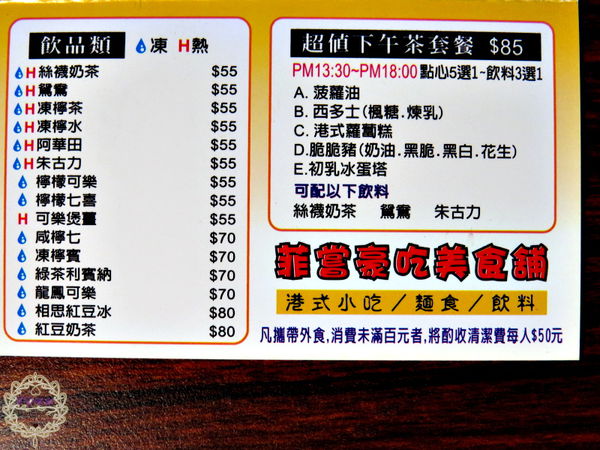 飲品類 凍 H熱
H 絲襪奶茶 $55
H 鴛鴦 $55
H 凍檸茶 $55
H 凍檸水 $55
H 阿華田 $55
H 朱古力 $55
檸檬可樂 $55
檸檬七喜 $55
H 可樂煲薑 $55
咸檸七 $70
凍檸賓 $70
綠茶利賓納 $70
龍鳳可樂 $70
相思紅豆冰 $80
紅豆奶茶 $80
超值下午茶套餐 $85
PM13:30~PM18:00 點心5選1~飲料3選1
A. 菠蘿油
B. 西多士(楓糖.煉乳)
C. 港式蘿蔔糕
D.脆脆豬(奶油.黑脆.黑白.花生)
E.初乳冰蛋塔
可配以下飲料
絲襪奶茶 鴛鴦 朱古力
菲嘗豪吃美食舖
港式小吃／麵食／飲料
凡攜帶外食,消費未滿百元者,將酌收清潔費每人$50元